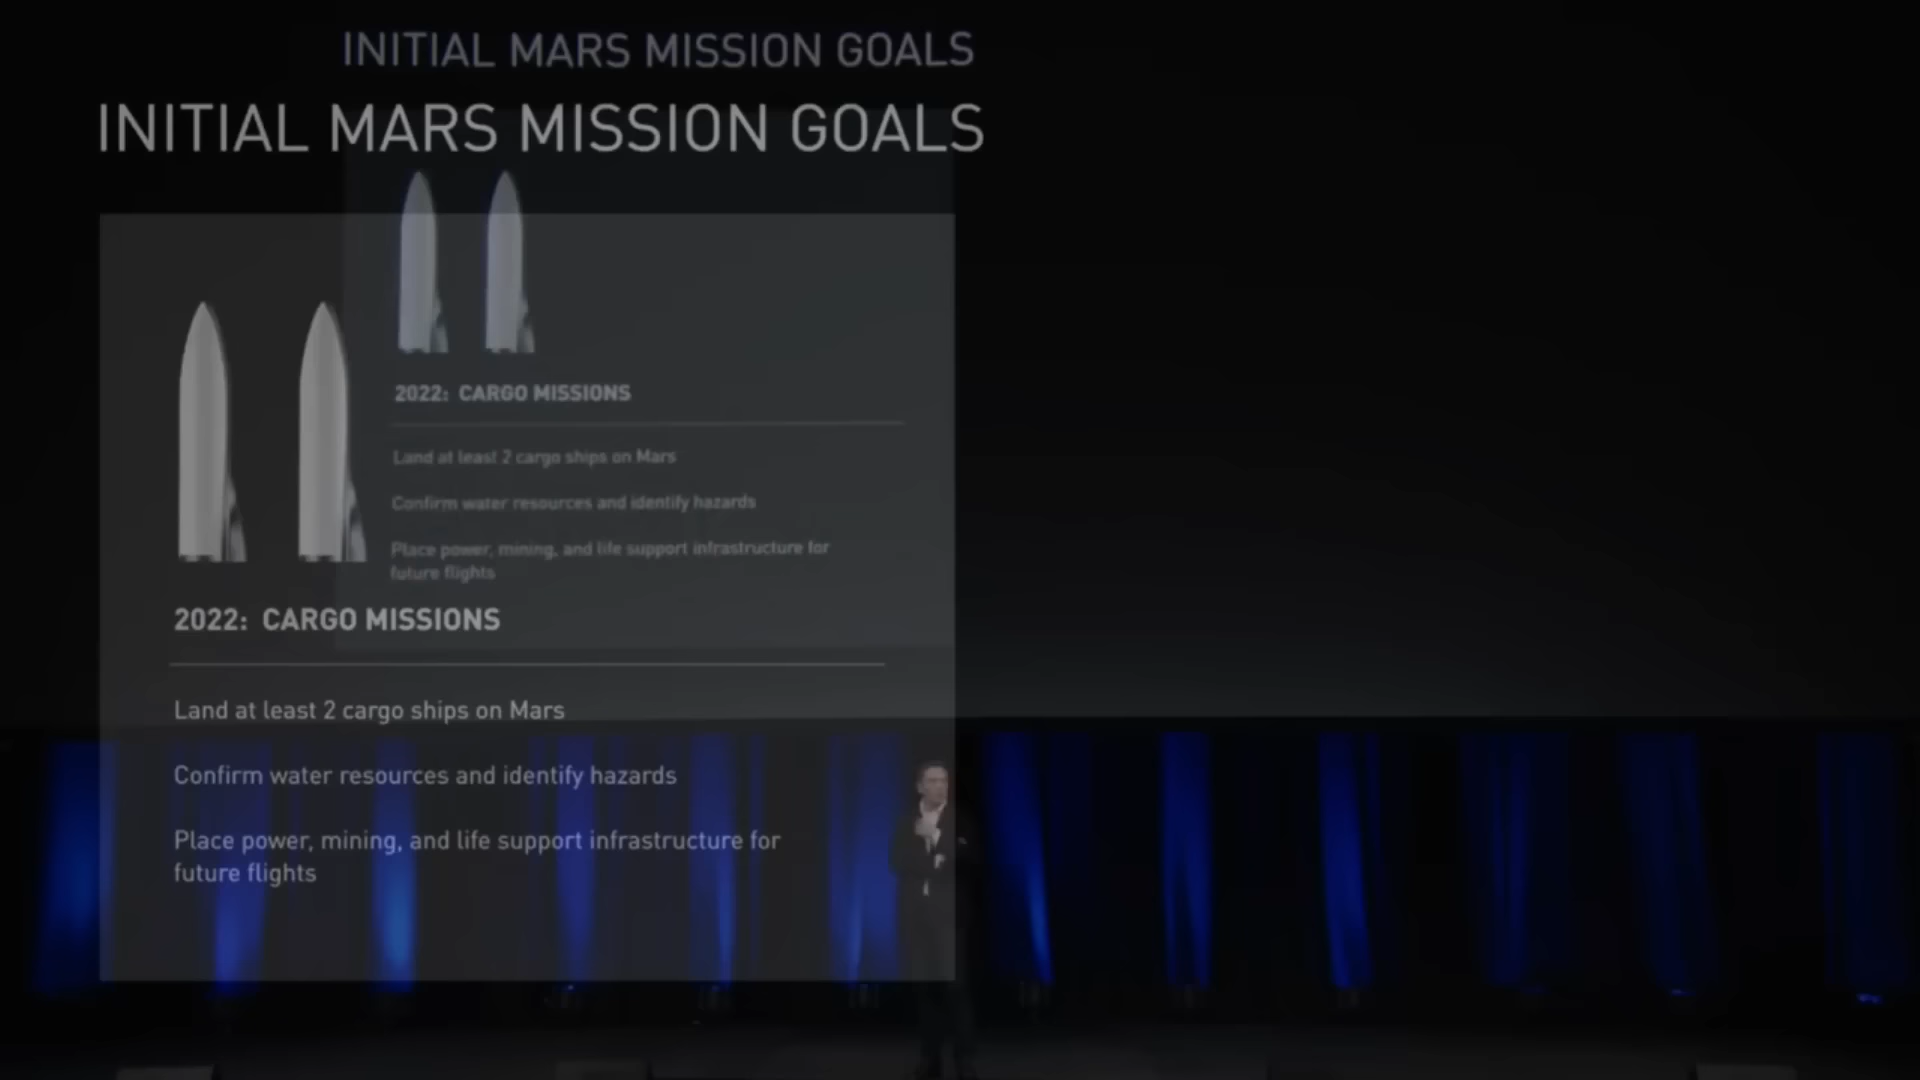 INITIAL MARS MISSION GOALS
INITIAL MARS MISSION GOALS
2022: CARGO MISSIONS
Land at least 2 cargo ships on Mars
Confirm water resources and identify hazards
Place power, mining, and life support infrastructure for
future flights
2022: CARGO MISSIONS
Land at least 2 cargo ships on Mars
Confirm water resources and identify hazards
Place power, mining, and life support infrastructure for
future flights